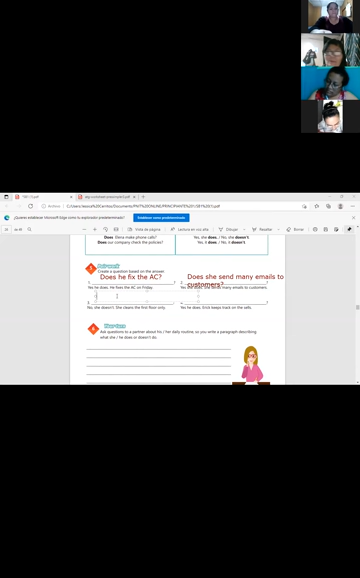 ¿Quieres establecer Microsoft Edge como tu explorador predeterminado?
Establecer como predeterminado
Vista de página
Lectura en voz alta
Dibujar
Resaltar
Does Elena make phone calls?
Does our company check the policies?
Yes, she does. / No, she doesn't.
Yes, it does. / No, it doesn't.
Create a question based on the answer
Does he fix the AC?
Does she send many emails to
customers?
1.
?
2.
?
Yes he does. He fixes the AC on Friday.
Yes she does. She sends many emails to customers.
3.
?
?
No, she doesn't. She cleans the first floor only.
Yes he does. Erick keeps track on the sells.
Your turn
Ask questions to a partner about his / her daily routine, so you write a paragraph describing
what she / he does or doesn't do.